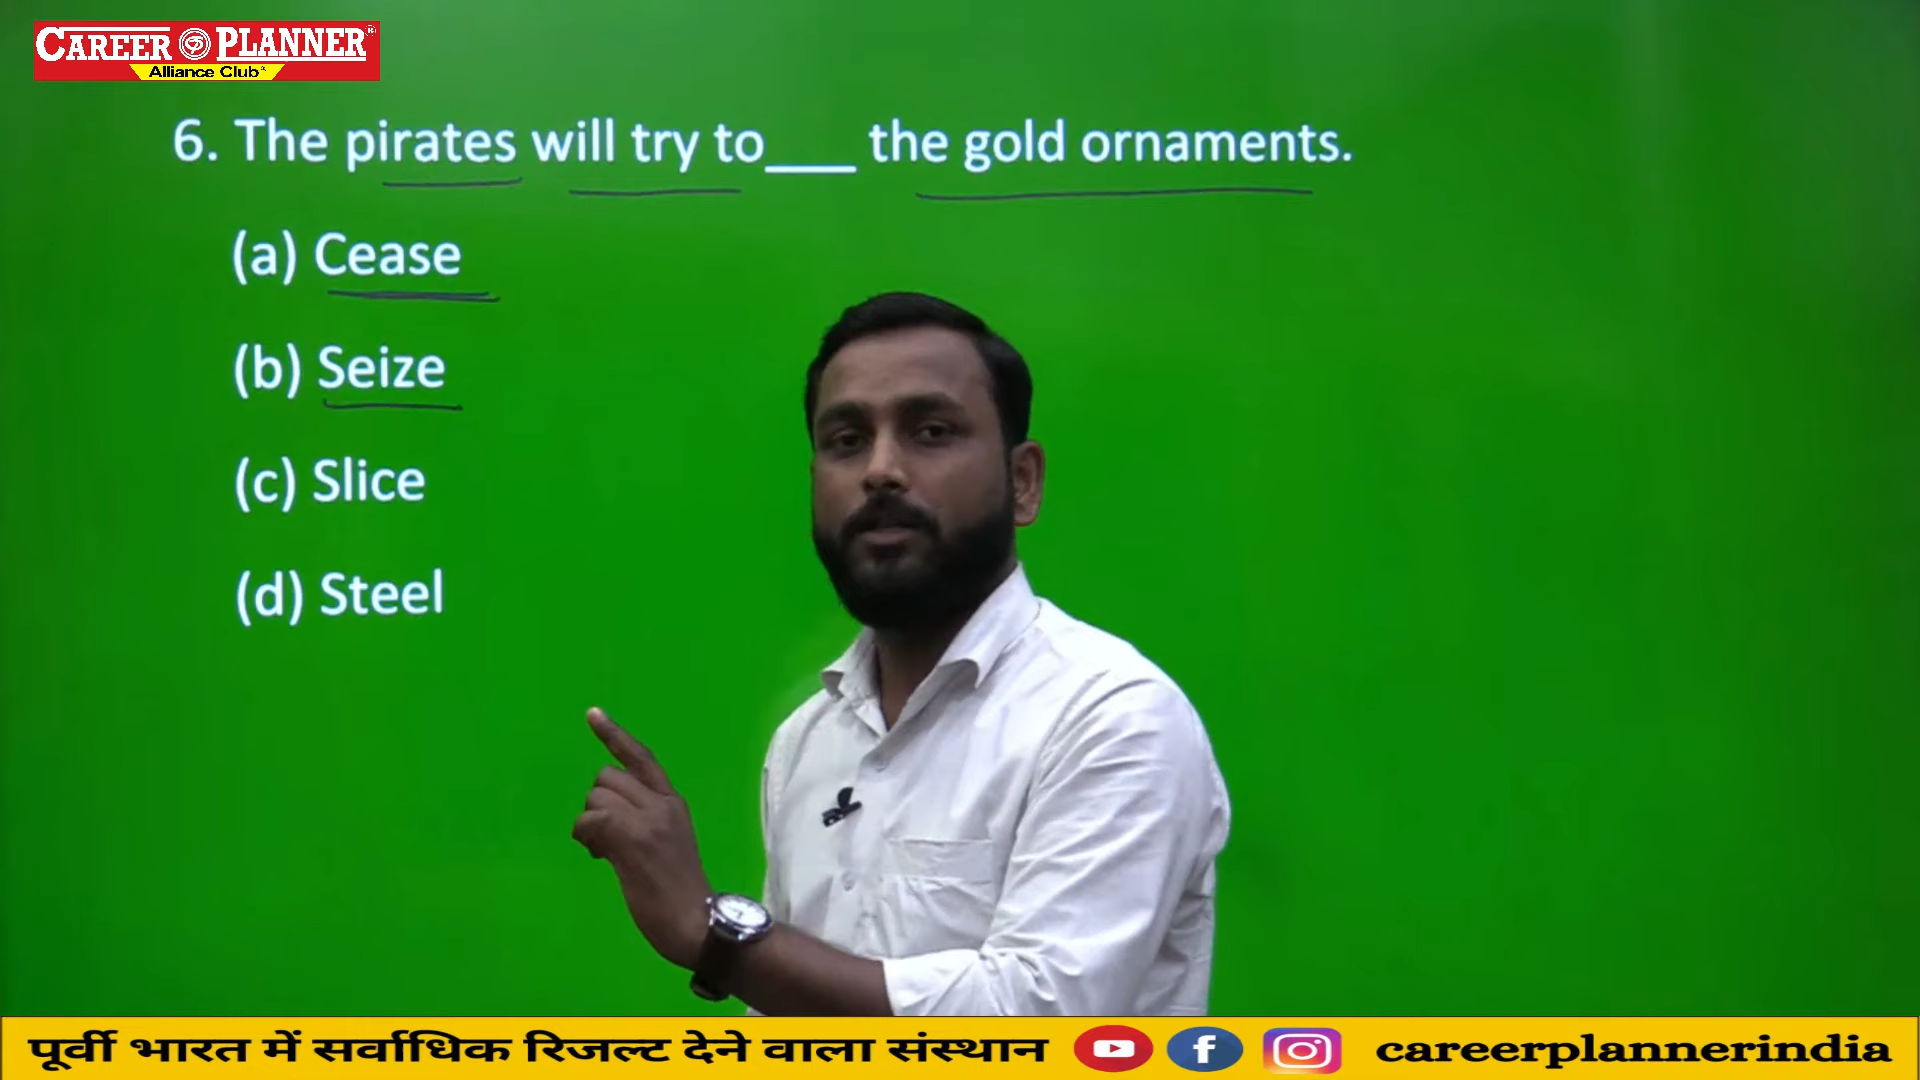 CAREER PLANNER®
Alliance Club
6. The pirates will try to___ the gold ornaments.
(a) Cease
(b) Seize
(c) Slice
(d) Steel
पूर्वी भारत में सर्वाधिक रिजल्ट देने वाला संस्थान careerplannerindia